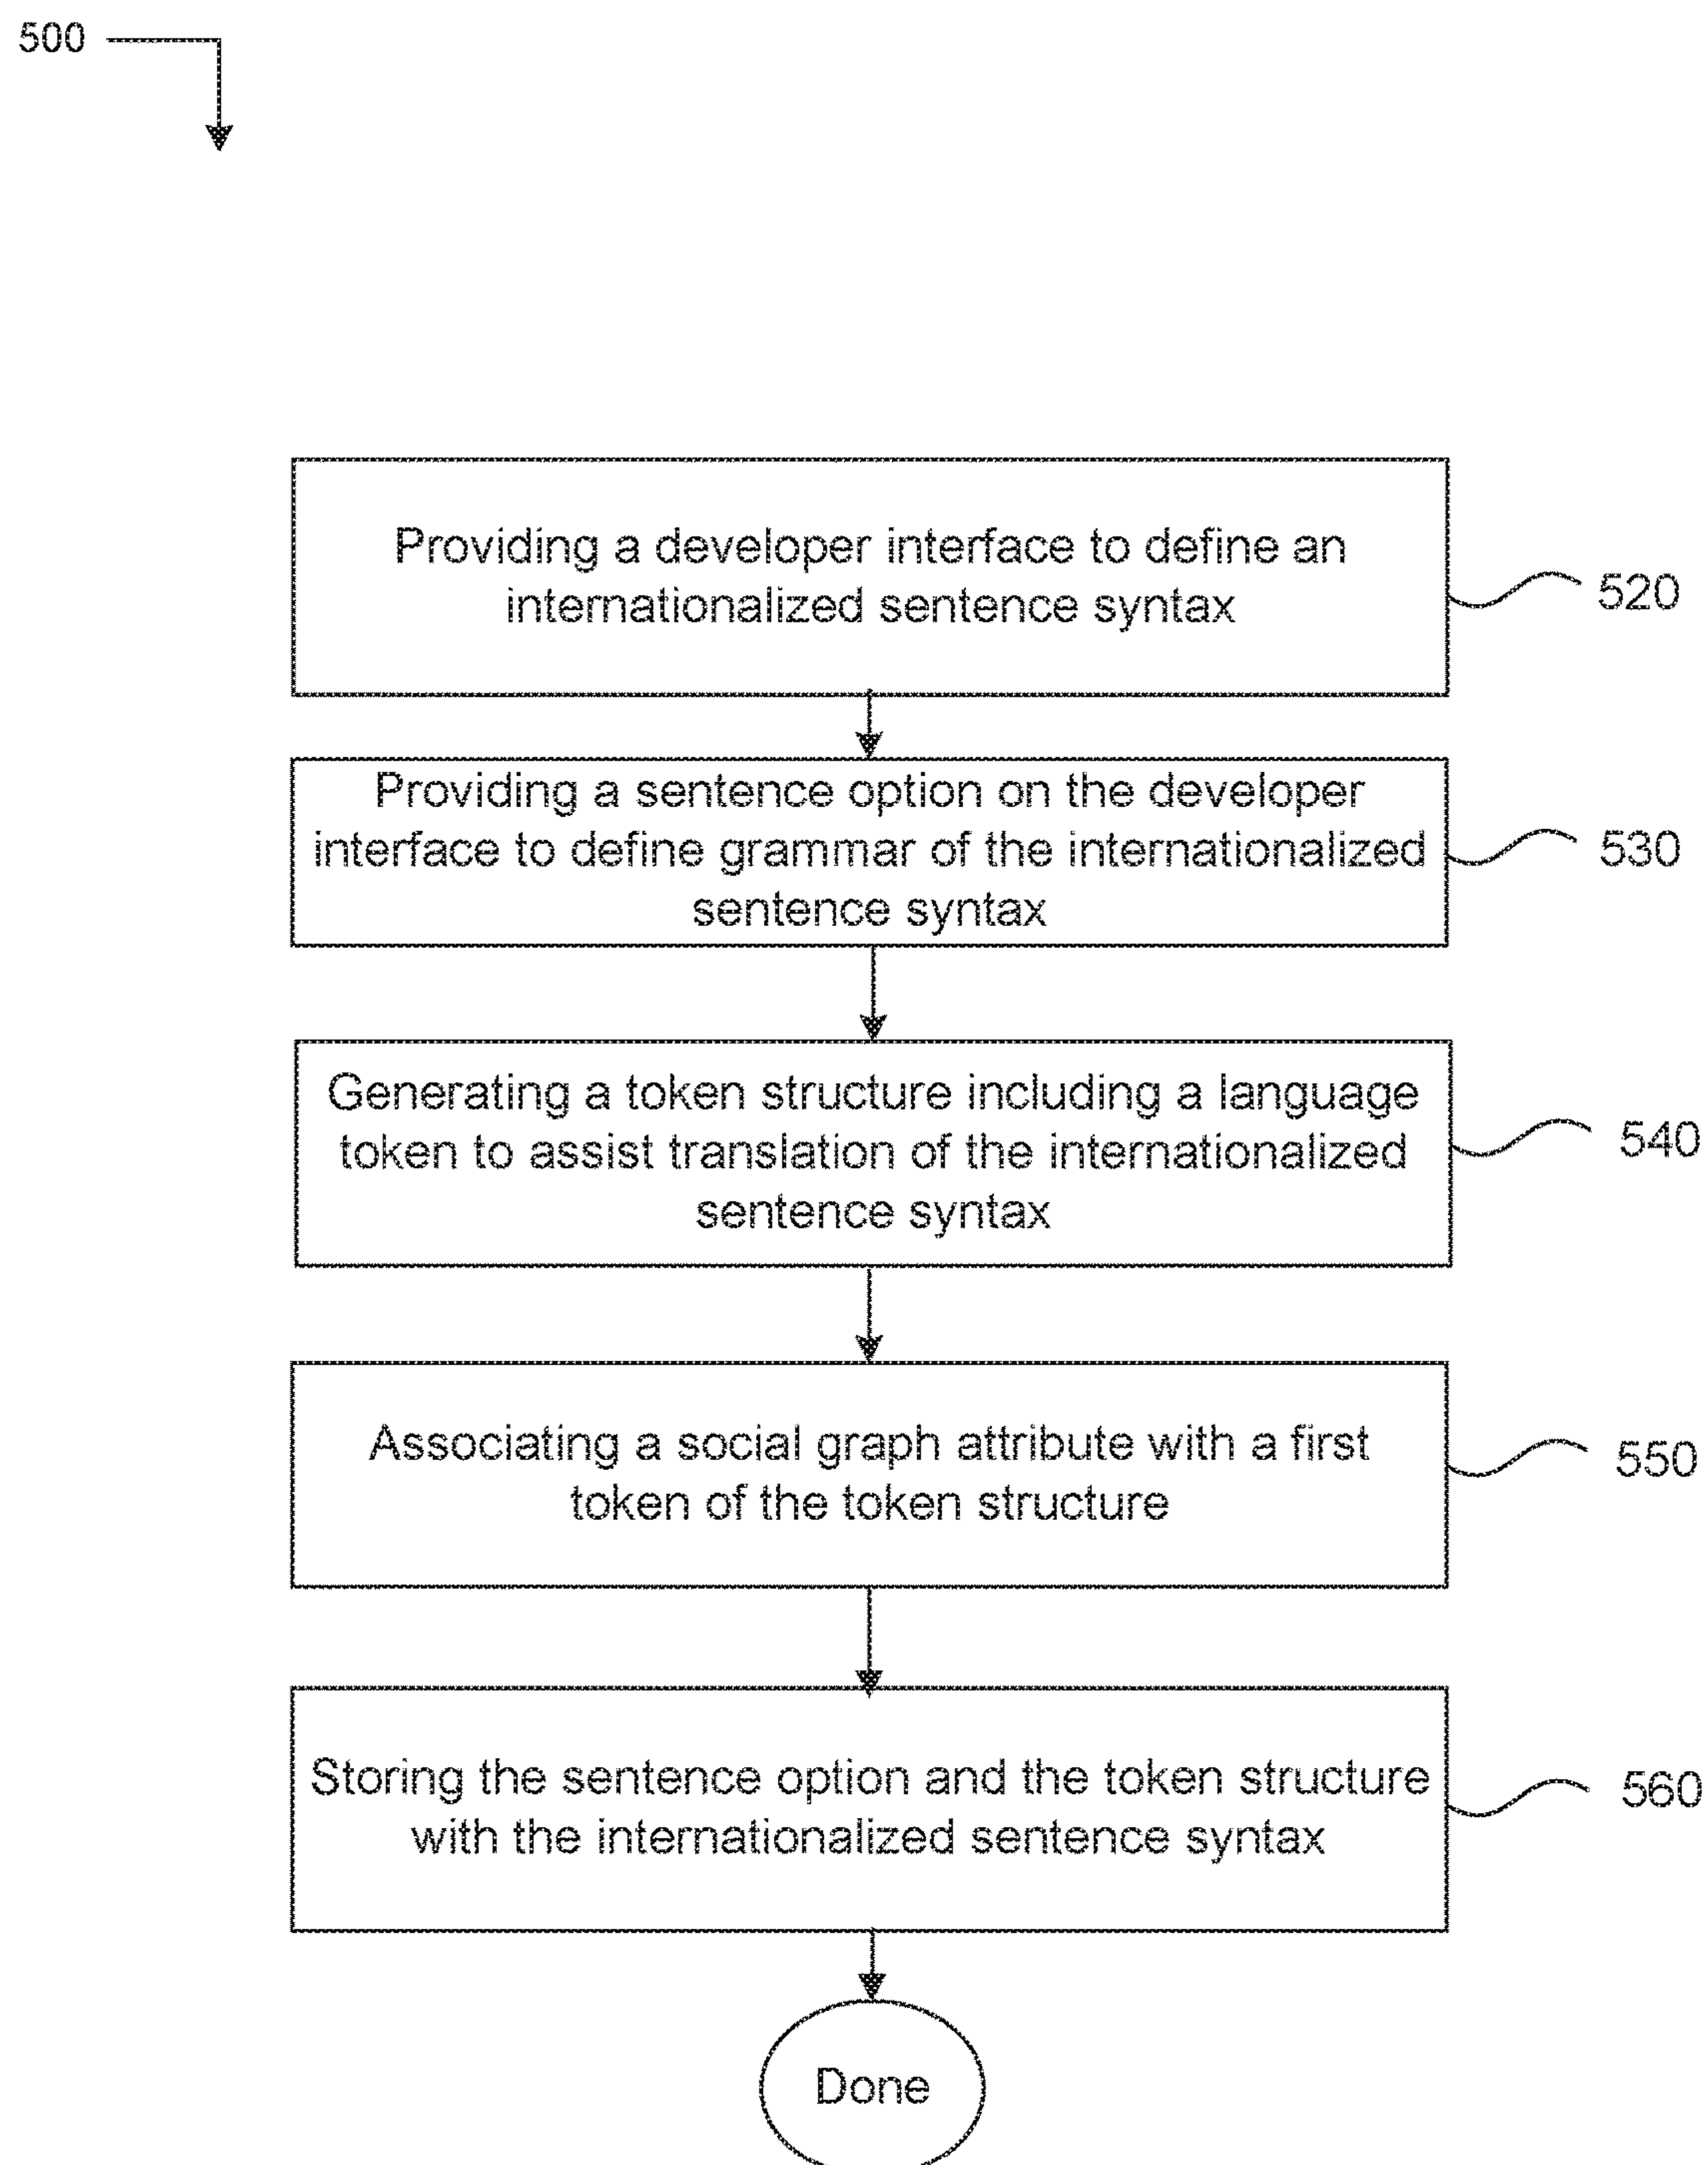 500
Providing a developer interface to define an
internationalized sentence syntax
520
Providing a sentence option on the developer
interface to define grammar of the internationalized
sentence syntax
530
Generating a token structure including a language
token to assist translation of the internationalized
sentence syntax
540
Associating a social graph attribute with a first
token of the token structure
550
Storing the sentence option and the token structure
with the internationalized sentence syntax
560
Done